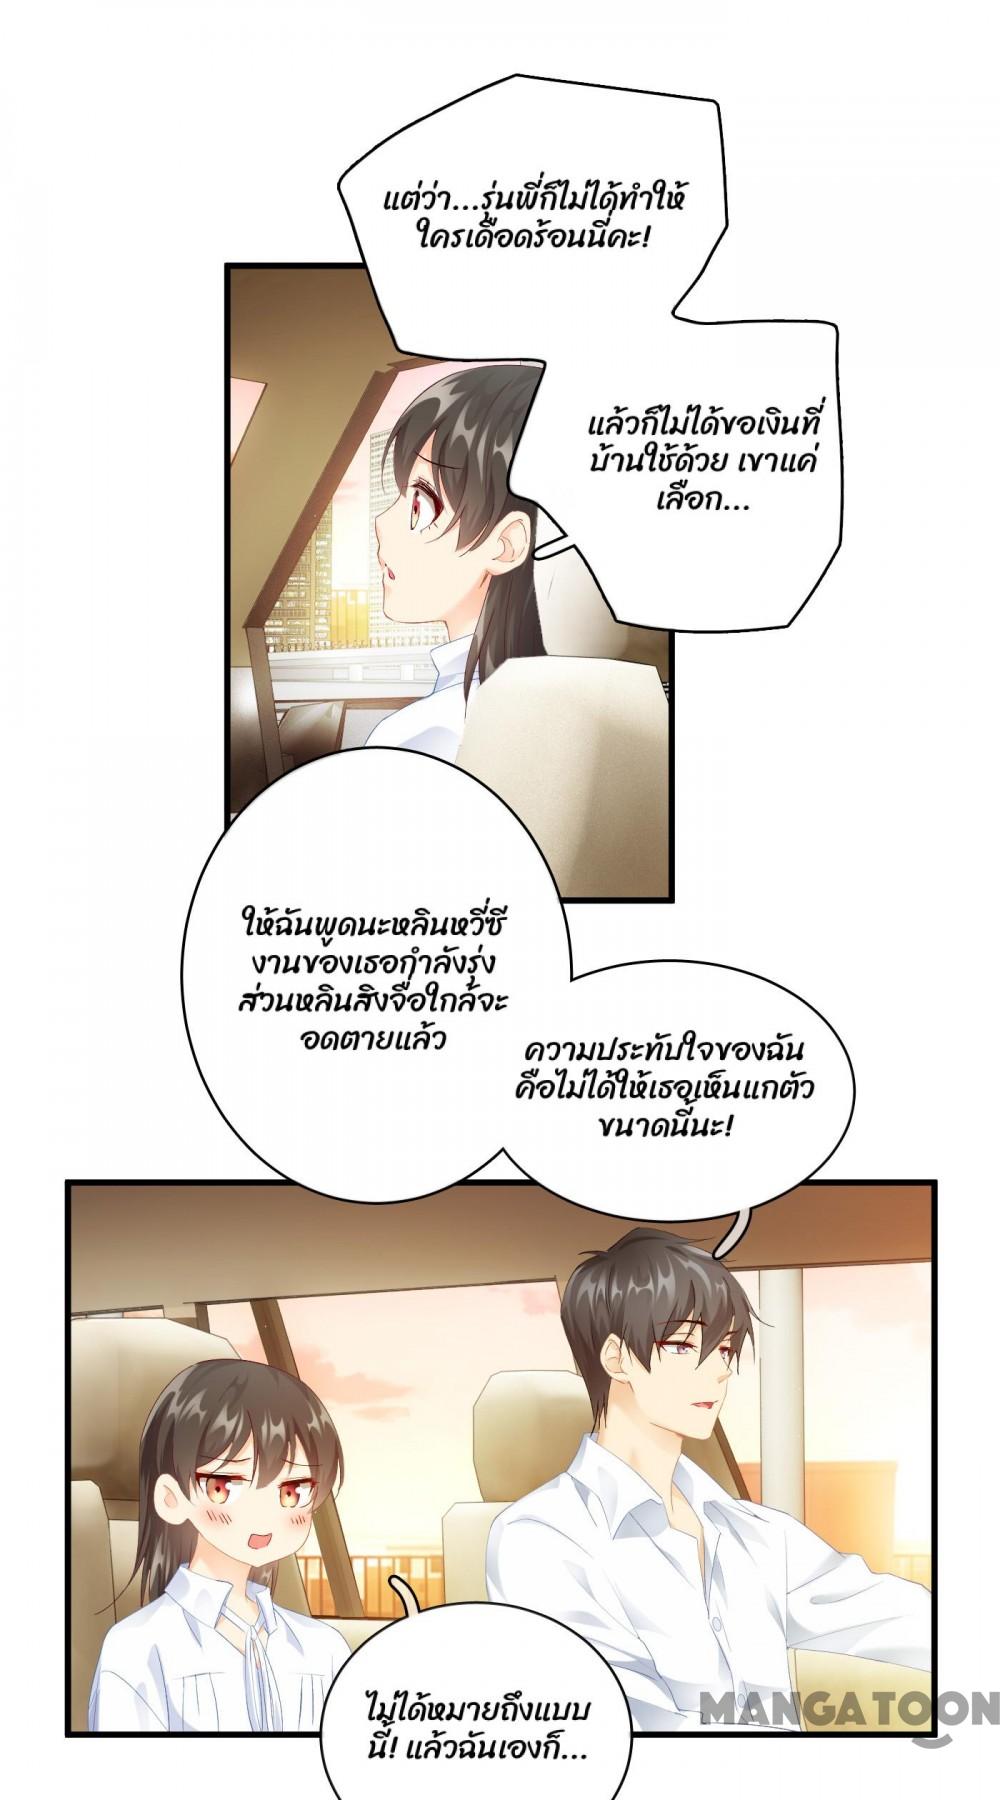 แต่ว่า...รุ่นพี่ก็ไม่ได้ทำให้
ใครเดือดร้อนนี่คะ!
แล้วก็ไม่ได้ขอเงินที่
บ้านใช้ด้วย เขาแค่
เลือก...
ให้ฉันพูดนะหลินหวี่ซี
งานของเธอกำลังรุ่ง
ส่วนหลินสิงจื่อใกล้จะ
อดตายแล้ว
ความประทับใจของฉัน
คือไม่ได้ให้เธอเห็นแกตัว
ขนาดนี้นะ!
ไม่ได้หมายถึงแบบ
นี้! แล้วฉันเองก็...
MANGATOON